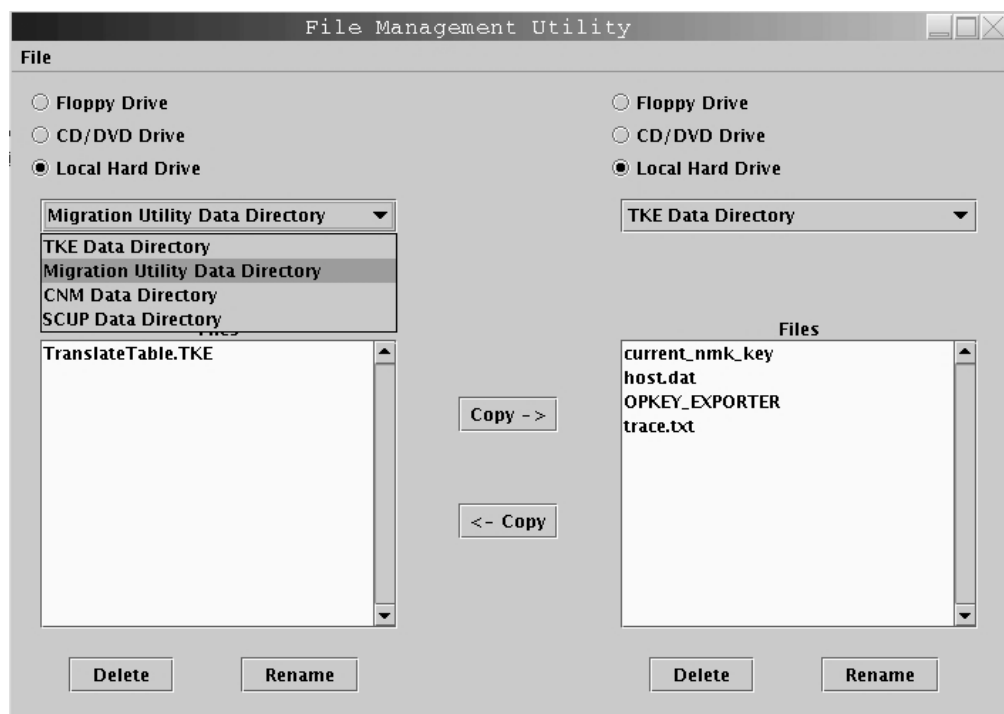 File Management Utility
File
Floppy Drive
CD/DVD Drive
Local Hard Drive
Migration Utility Data Directory
TKE Data Directory
Migration Utility Data Directory
CNM Data Directory
SCUP Data Directory
TranslateTable.TKE
Delete
Rename
Copy ->
<- Copy
Floppy Drive
CD/DVD Drive
Local Hard Drive
TKE Data Directory
Files
current_nmk_key
host.dat
OPKEY_EXPORTER
trace.txt
Delete
Rename